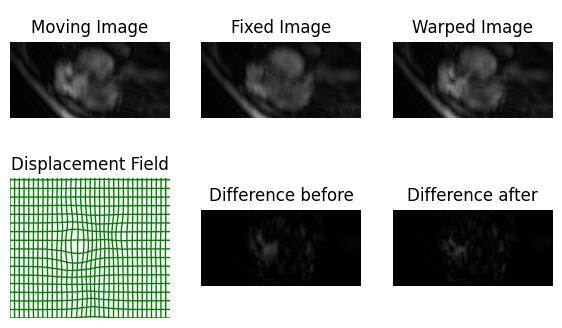 Moving Image
Fixed Image
Warped Image
Displacement Field
Difference before
Difference after